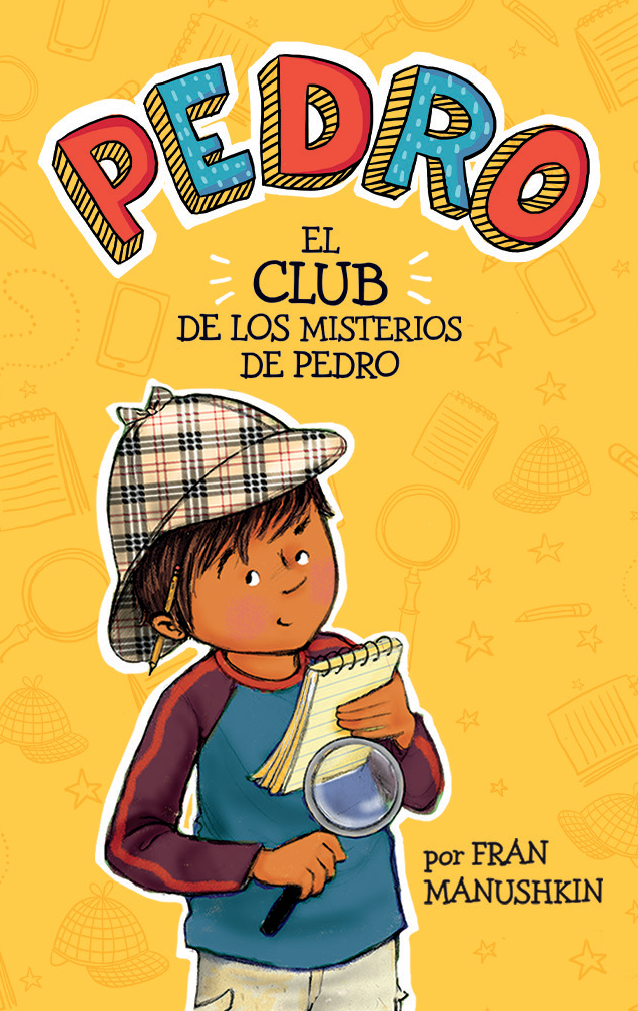 PEDRO
EL
CLUB
DE LOS MISTERIOS
DE PEDRO
por FRAN
MANUSHKIN